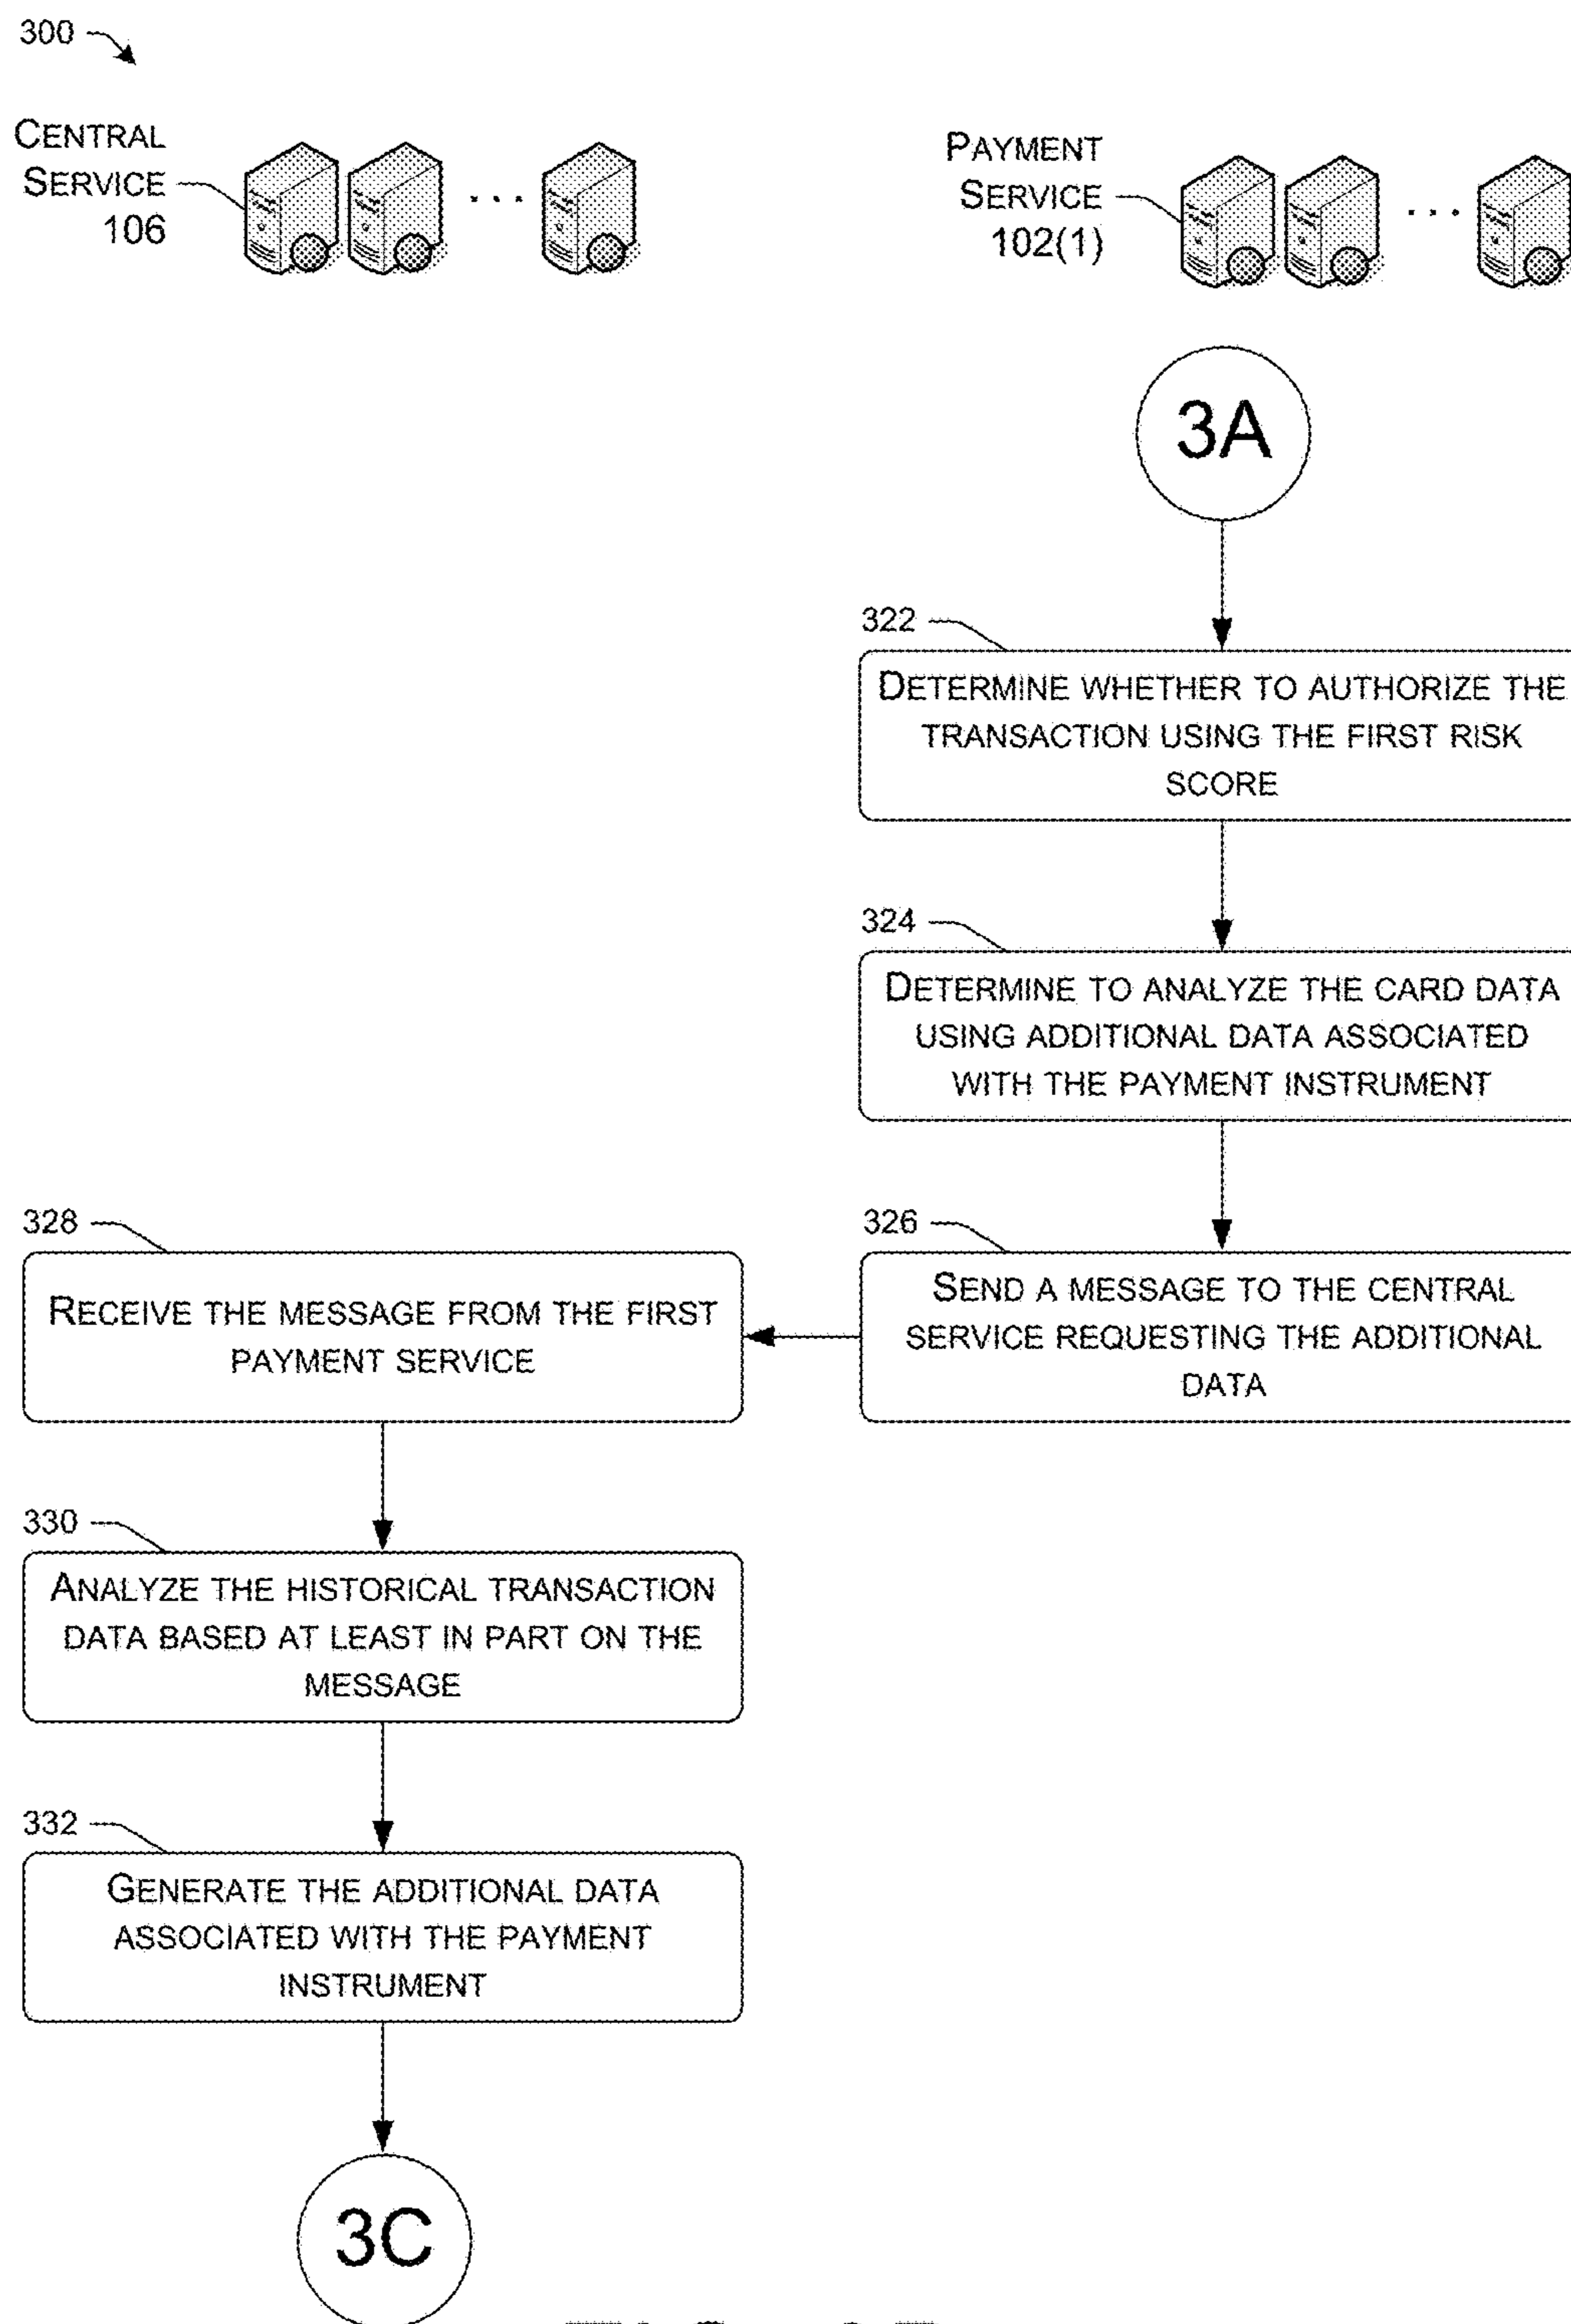 300
CENTRAL
SERVICE
106
PAYMENT
SERVICE
102(1)
3A
322
DETERMINE WHETHER TO AUTHORIZE THE
TRANSACTION USING THE FIRST RISK
SCORE
324
DETERMINE TO ANALYZE THE CARD DATA
USING ADDITIONAL DATA ASSOCIATED
WITH THE PAYMENT INSTRUMENT
326
SEND A MESSAGE TO THE CENTRAL
SERVICE REQUESTING THE ADDITIONAL
DATA
328
RECEIVE THE MESSAGE FROM THE FIRST
PAYMENT SERVICE
330
ANALYZE THE HISTORICAL TRANSACTION
DATA BASED AT LEAST IN PART ON THE
MESSAGE
332
GENERATE THE ADDITIONAL DATA
ASSOCIATED WITH THE PAYMENT
INSTRUMENT
3C